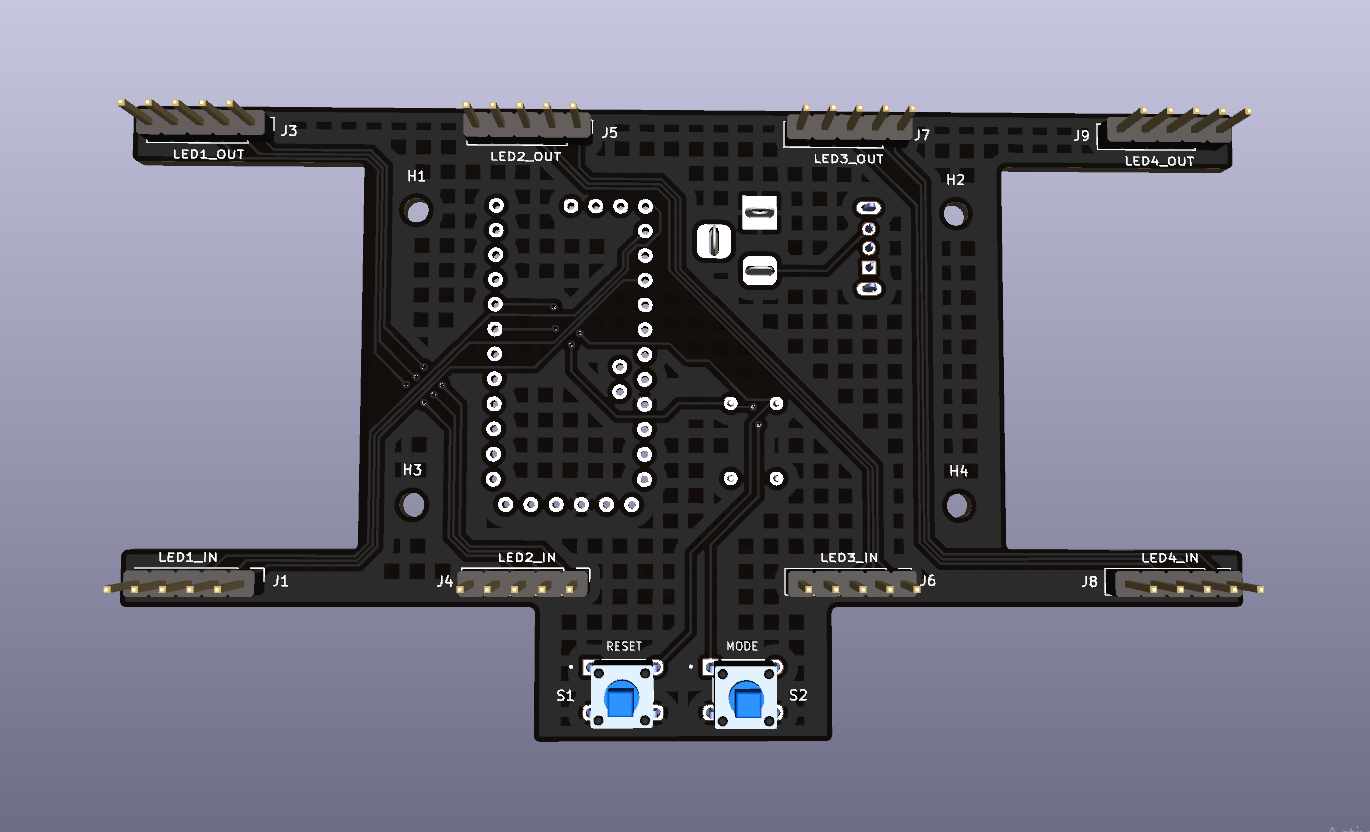 J3
LED1_OUT
J5
LED2_OUT
J7
LED3_OUT
J9
LED4_OUT
H1
H2
H3
H4
LED1_IN
J1
LED2_IN
J4
LED3_IN
J6
LED4_IN
J8
RESET
MODE
S1
S2